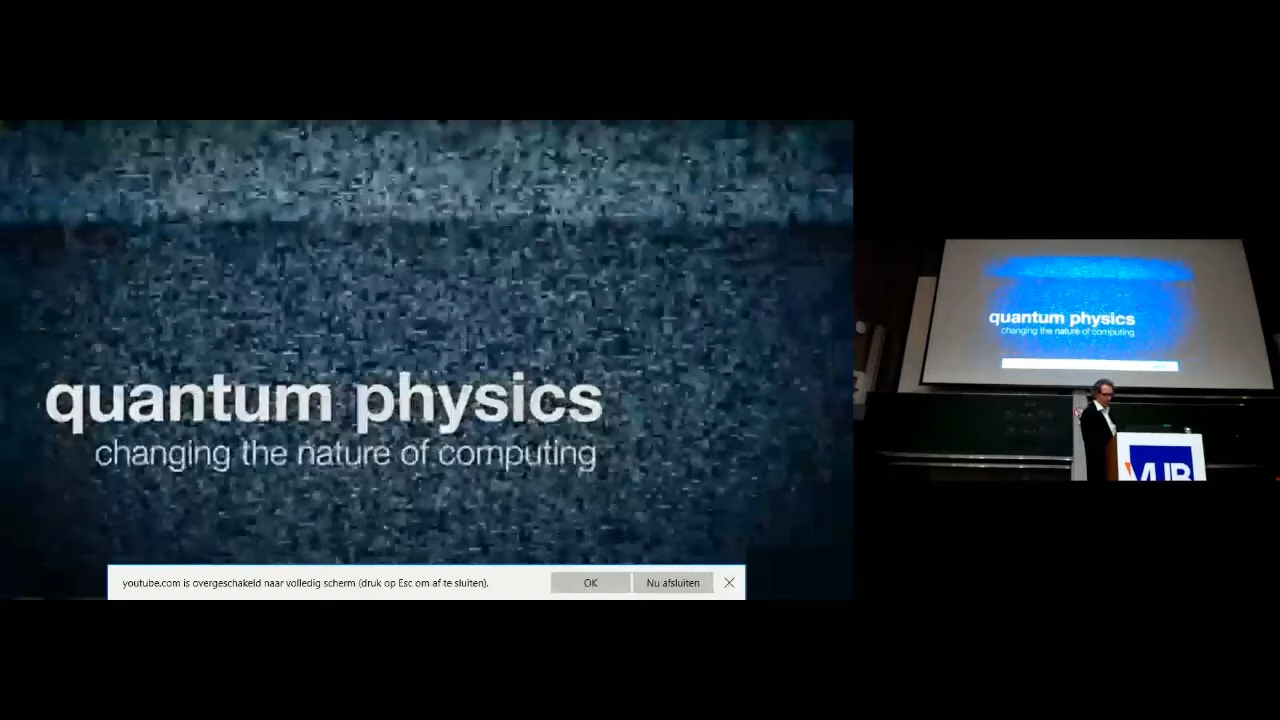 quantum physics
changing the nature of computing
youtube.com is overgeschakeld naar volledig scherm (druk op Esc om af te sluiten).
OK
Nu afsluiten
quantum physics
changing the nature of computing
VUB